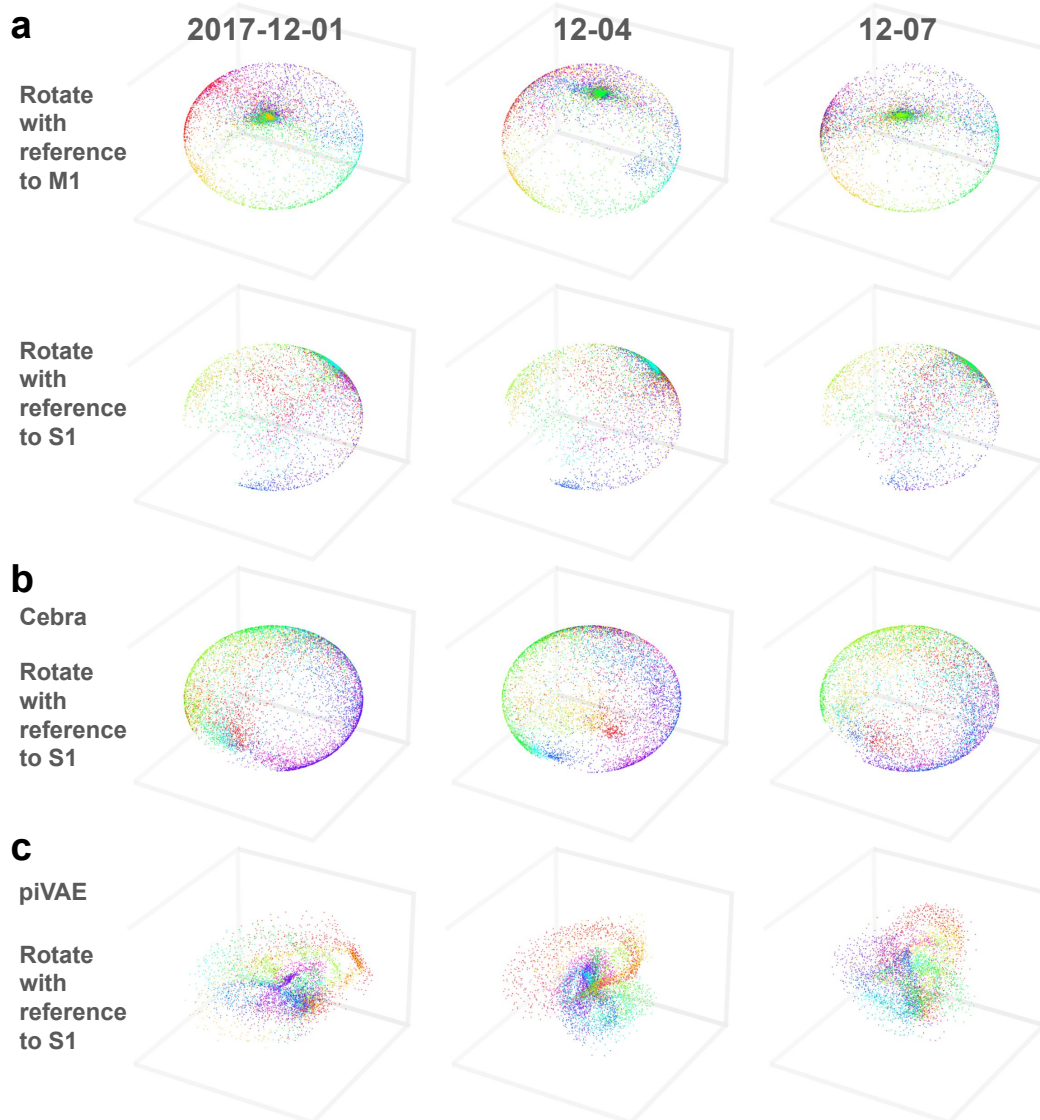 a
2017-12-01
12-04
12-07
Rotate
with
reference
to M1
Rotate
with
reference
to S1
b
Cebra
Rotate
with
reference
to S1
c
piVAE
Rotate
with
reference
to S1